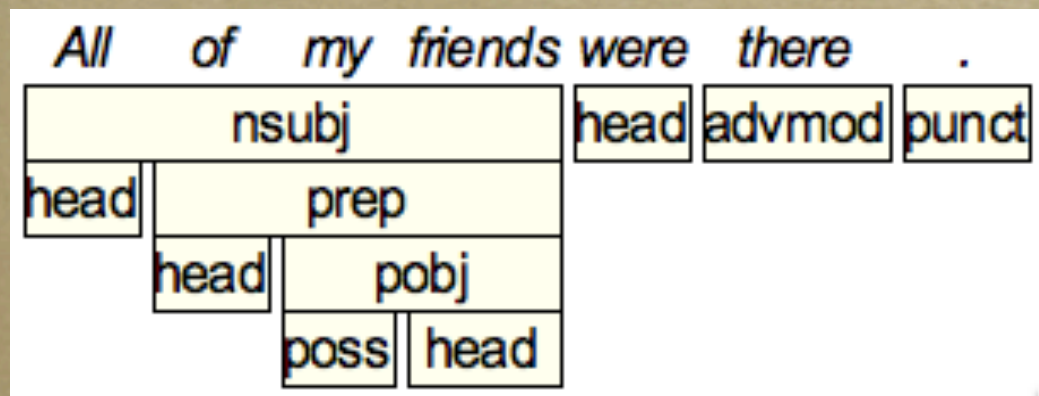 All of my friends were there .
nsubj head advmod punct
head prep
head pobj
poss head